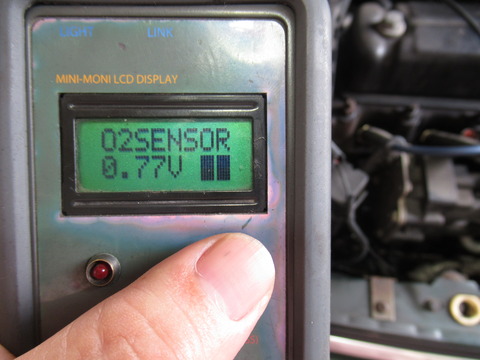 LIGHT LINK
MINI-MONI LCD DISPLAY
O2SENSOR
0.77V